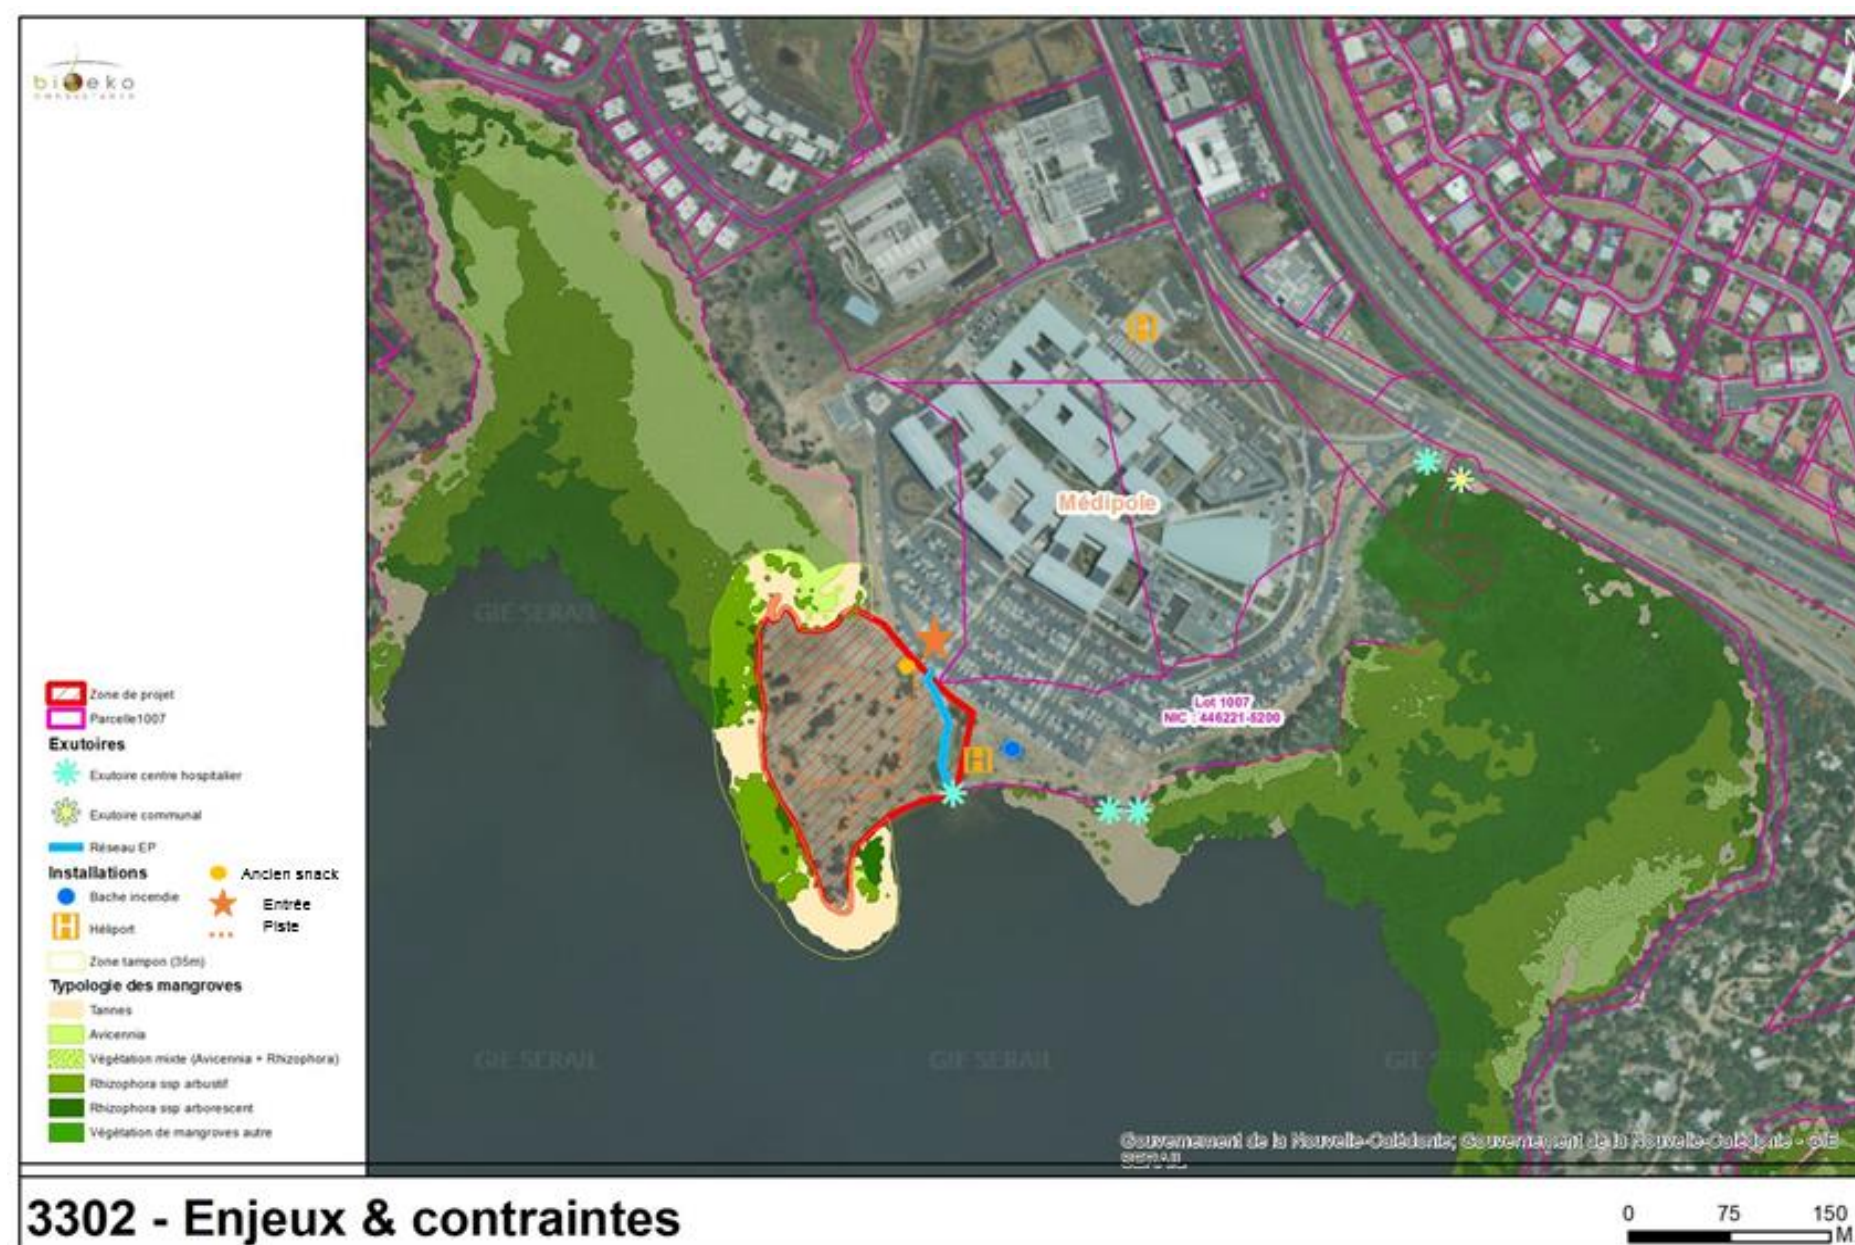 bioeko
N
Médipole
Lot 1007
NIC : 446221-5200
GIE SERAIL
GIE SERAIL
GIE SERAIL
Zone de projet
Parcelle1007
Exutoires
Exutoire centre hospitalier
Exutoire communal
Réseau EP
Installations
Ancien snack
Bache incendie
Entrée
Héliport
Piste
Zone tampon (35m)
Typologie des mangroves
Tannes
Avicennia
Végétation mixte (Avicennia + Rhizophora)
Rhizophora ssp arbustif
Rhizophora ssp arborescent
Végétation de mangroves autre
Gouvernement de la Nouvelle-Calédonie; Gouvernement de la Nouvelle-Calédonie - GIE
SERAIL
3302 - Enjeux & contraintes
0 75 150
M